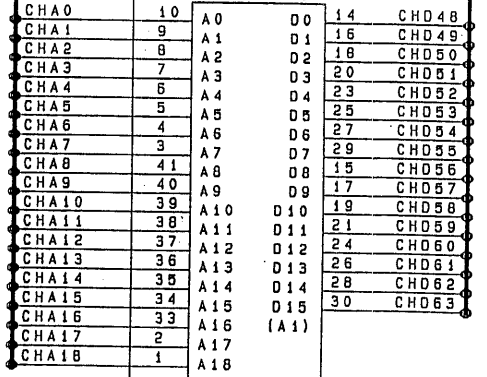 CHA0 10 A0 D0 14 CHD48
CHA1 9 A1 D1 16 CHD49
CHA2 8 A2 D2 18 CHD50
CHA3 7 A3 D3 20 CHD51
CHA4 6 A4 D4 23 CHD52
CHA5 5 A5 D5 25 CHD53
CHA6 4 A6 D6 27 CHD54
CHA7 3 A7 D7 29 CHD55
CHA8 41 A8 D8 15 CHD56
CHA9 40 A9 D9 17 CHD57
CHA10 39 A10 D10 19 CHD58
CHA11 38 A11 D11 21 CHD59
CHA12 37 A12 D12 24 CHD60
CHA13 36 A13 D13 26 CHD61
CHA14 35 A14 D14 28 CHD62
CHA15 34 A15 D15 30 CHD63
CHA16 33 A16 (A1)
CHA17 2 A17
CHA18 1 A18